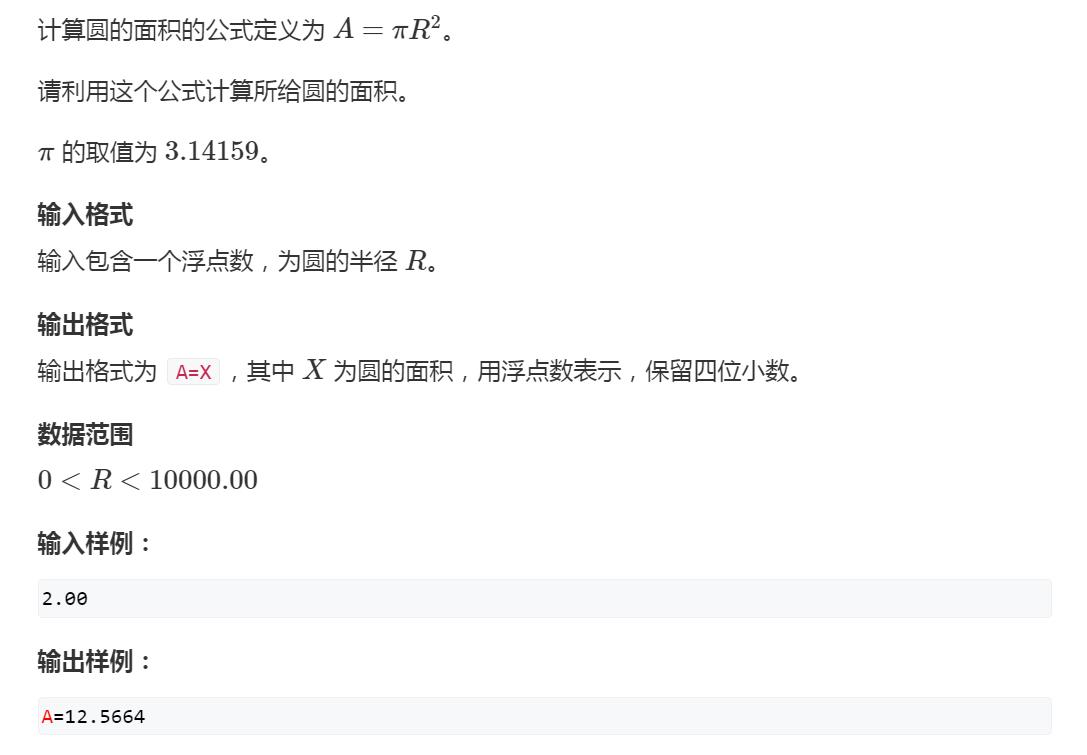 计算圆的面积的公式定义为 A = πR²。
请利用这个公式计算所给圆的面积。
π 的取值为 3.14159。
输入格式
输入包含一个浮点数，为圆的半径 R。
输出格式
输出格式为 A=X ，其中 X 为圆的面积，用浮点数表示，保留四位小数。
数据范围
0 < R < 10000.00
输入样例：
2.00
输出样例：
A=12.5664